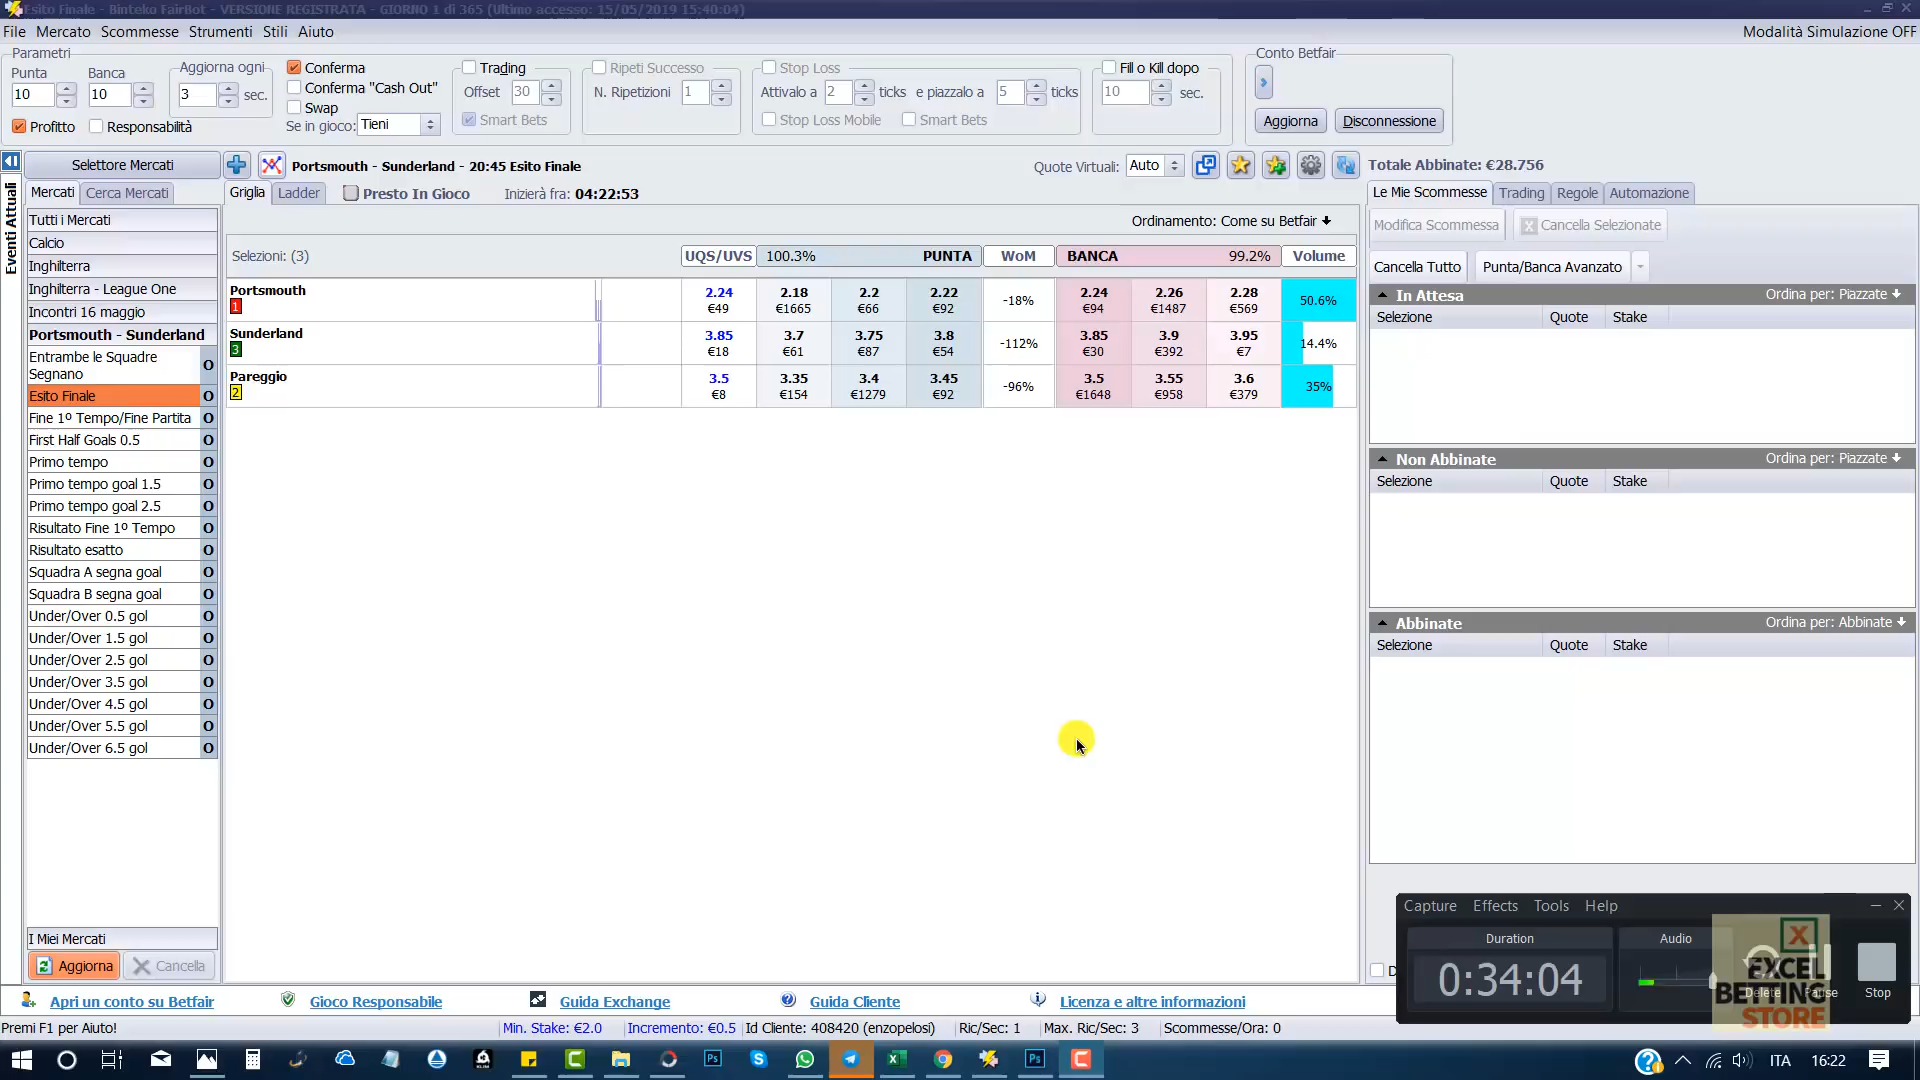 Esito Finale - Binteko FairBot - VERSIONE REGISTRATA - GIORNO 1 di 365 (Ultimo accesso: 15/05/2019 15:40:04)
File Mercato Scommesse Strumenti Stili Aiuto Modalità Simulazione OFF
Parametri
Punta
10
Banca
10
Profitto
Responsabilità
Aggiorna ogni
3 sec.
Conferma
Conferma "Cash Out"
Swap
Se in gioco: Tieni
Trading
Offset 30
Smart Bets
Ripeti Successo
N. Ripetizioni 1
Stop Loss
Attivalo a 2 ticks e piazzalo a 5 ticks
Stop Loss Mobile Smart Bets
Fill o Kill dopo
10 sec.
Conto Betfair
Aggiorna Disconnessione
Eventi Attuali
Selettore Mercati
Mercati Cerca Mercati
Tutti i Mercati
Calcio
Inghilterra
Inghilterra - League One
Incontri 16 maggio
Portsmouth - Sunderland
Entrambe le Squadre
Segnano O
Esito Finale O
Fine 1º Tempo/Fine Partita O
First Half Goals 0.5 O
Primo tempo O
Primo tempo goal 1.5 O
Primo tempo goal 2.5 O
Risultato Fine 1º Tempo O
Risultato esatto O
Squadra A segna goal O
Squadra B segna goal O
Under/Over 0.5 gol O
Under/Over 1.5 gol O
Under/Over 2.5 gol O
Under/Over 3.5 gol O
Under/Over 4.5 gol O
Under/Over 5.5 gol O
Under/Over 6.5 gol O
I Miei Mercati
Aggiorna Cancella
Portsmouth - Sunderland - 20:45 Esito Finale
Quote Virtuali: Auto
Griglia Ladder Presto In Gioco Inizierà fra: 04:22:53
Ordinamento: Come su Betfair
Selezioni: (3) UQS/UVS 100.3% PUNTA WoM BANCA 99.2% Volume
Portsmouth 2.24 2.18 2.2 2.22 -18% 2.24 2.26 2.28 50.6%
1 €49 €1665 €66 €92 €94 €1487 €569
Sunderland 3.85 3.7 3.75 3.8 -112% 3.85 3.9 3.95 14.4%
3 €18 €61 €87 €54 €30 €392 €7
Pareggio 3.5 3.35 3.4 3.45 -96% 3.5 3.55 3.6 35%
2 €8 €154 €1279 €92 €1648 €958 €379
Totale Abbinate: €28.756
Le Mie Scommesse Trading Regole Automazione
Modifica Scommessa Cancella Selezionate
Cancella Tutto Punta/Banca Avanzato
In Attesa Ordina per: Piazzate
Selezione Quote Stake
Non Abbinate Ordina per: Piazzate
Selezione Quote Stake
Abbinate Ordina per: Abbinate
Selezione Quote Stake
Capture Effects Tools Help
Duration Audio
0:34:04
Delete Pause Stop
X
EXCEL
BETTING
STORE
Apri un conto su Betfair Gioco Responsabile Guida Exchange Guida Cliente Licenza e altre informazioni
Premi F1 per Aiuto! Min. Stake: €2.0 Incremento: €0.5 Id Cliente: 408420 (enzopelosi) Ric/Sec: 1 Max. Ric/Sec: 3 Scommesse/Ora: 0
ITA 16:22